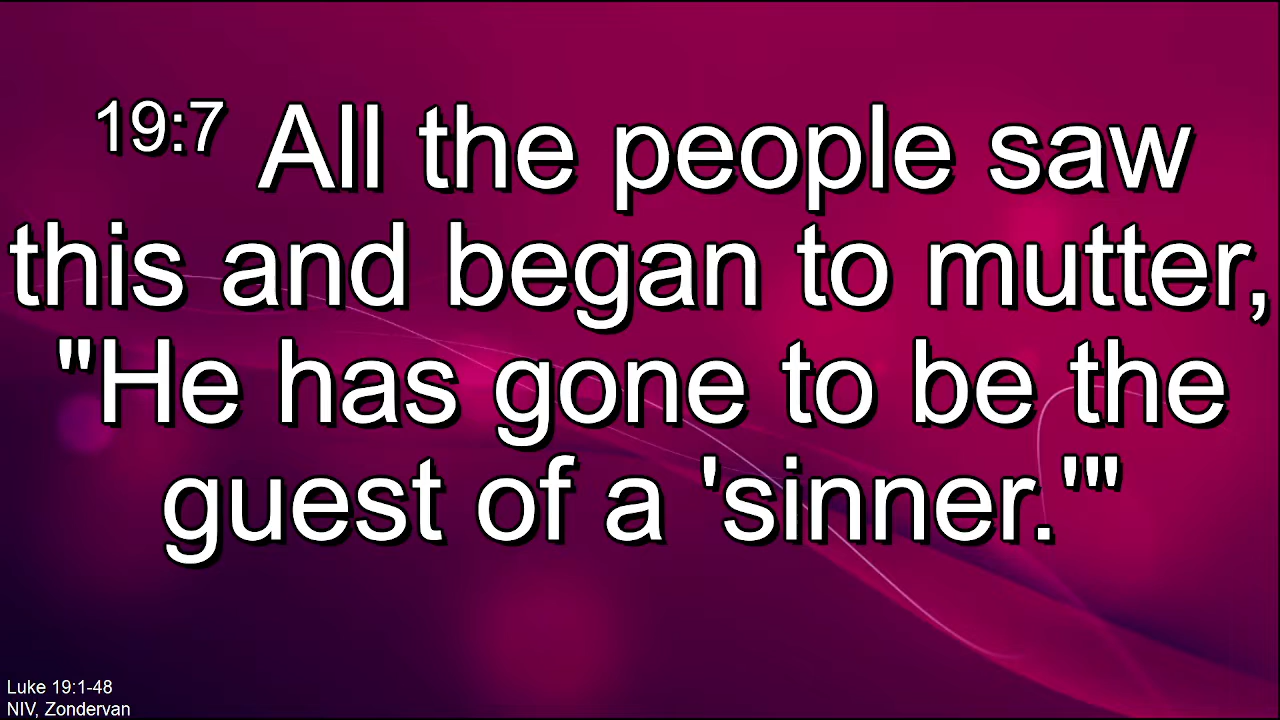 19:7 All the people saw
this and began to mutter,
"He has gone to be the
guest of a 'sinner.'"
Luke 19:1-48
NIV, Zondervan